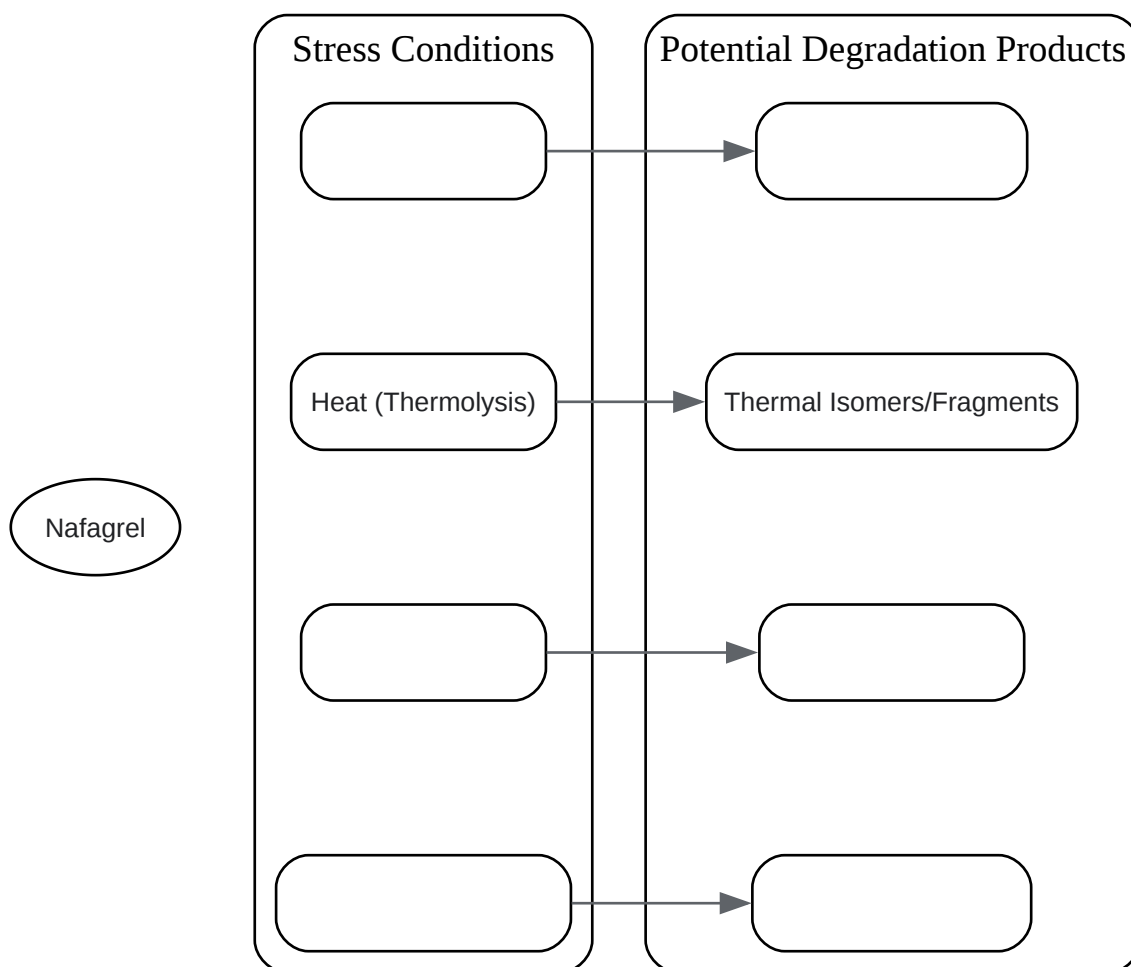 Stress Conditions
Potential Degradation Products
Heat (Thermolysis)
Thermal Isomers/Fragments
Nafagrel